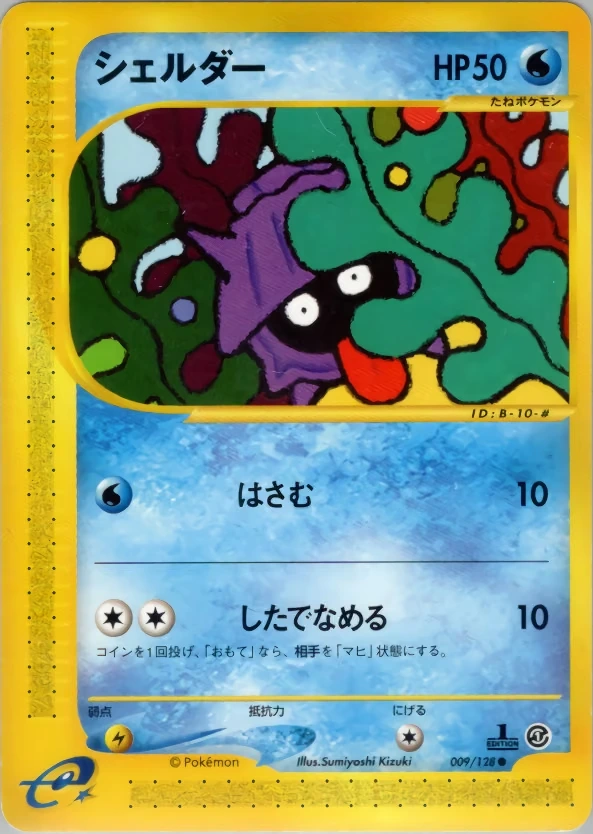 シェルダー HP50
たねポケモン
ID:B-10-#
はさむ 10
したでなめる 10
コインを1回投げ、「おもて」なら、相手を「マヒ」状態にする。
弱点 抵抗力 にげる
© Pokémon Illus.Sumiyoshi Kizuki 009/128 ● 1 EDITION
e